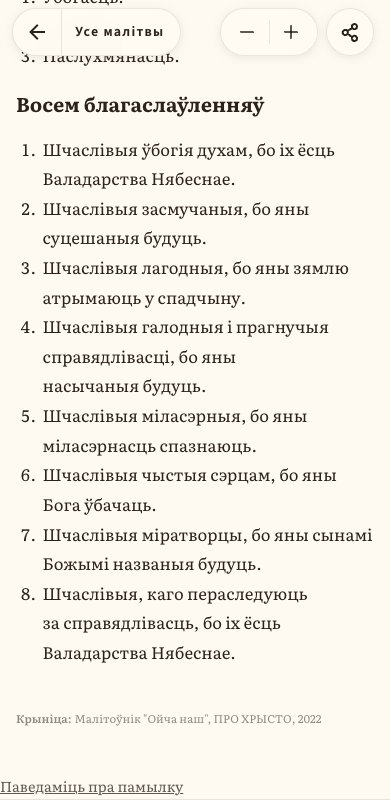 Усе малітвы
3. Паслухмянасць.
Восем благаслаўленняў
1. Шчаслівыя ўбогія духам, бо іх ёсць
Валадарства Нябеснае.
2. Шчаслівыя засмучаныя, бо яны
суцешаныя будуць.
3. Шчаслівыя лагодныя, бо яны зямлю
атрымаюць у спадчыну.
4. Шчаслівыя галодныя і прагнучыя
справядлівасці, бо яны
насычаныя будуць.
5. Шчаслівыя міласэрныя, бо яны
міласэрнасць спазнаюць.
6. Шчаслівыя чыстыя сэрцам, бо яны
Бога ўбачаць.
7. Шчаслівыя міратворцы, бо яны сынамі
Божымі названыя будуць.
8. Шчаслівыя, каго пераследуюць
за справядлівасць, бо іх ёсць
Валадарства Нябеснае.
Крыніца: Малітоўнік "Ойча наш", ПРО ХРЫСТО, 2022
Паведаміць пра памылку